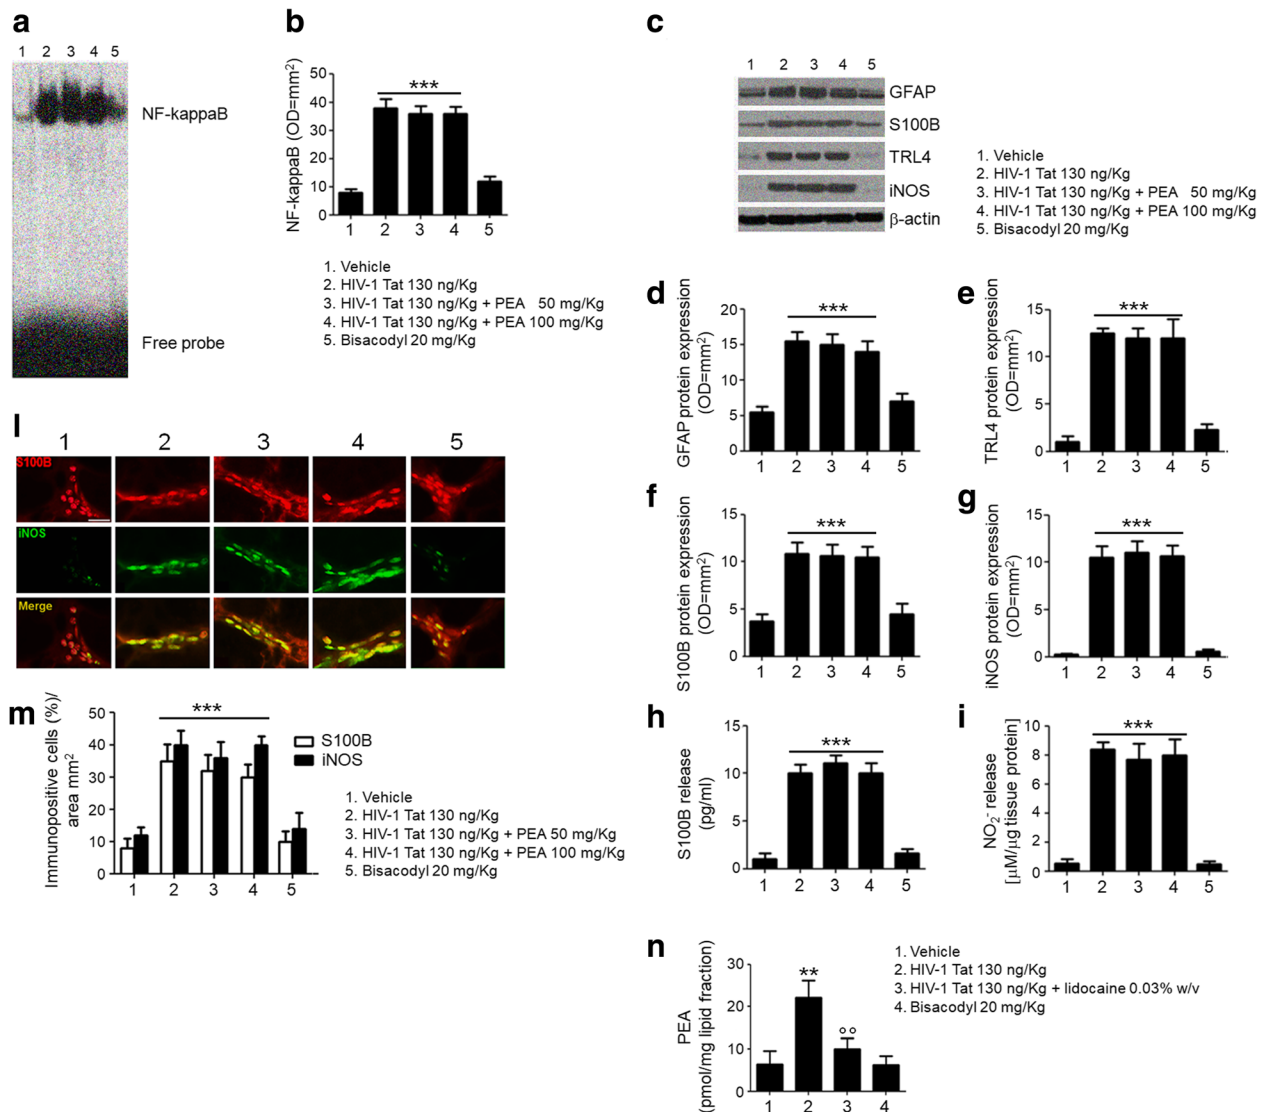 a
1 2 3 4 5
NF-kappaB
Free probe
b
NF-kappaB (OD=mm²)
50
40
30
20
10
0
***
1 2 3 4 5
1. Vehicle
2. HIV-1 Tat 130 ng/Kg
3. HIV-1 Tat 130 ng/Kg + PEA 50 mg/Kg
4. HIV-1 Tat 130 ng/Kg + PEA 100 mg/Kg
5. Bisacodyl 20 mg/Kg
c
1 2 3 4 5
GFAP
S100B
TRL4
iNOS
β-actin
1. Vehicle
2. HIV-1 Tat 130 ng/Kg
3. HIV-1 Tat 130 ng/Kg + PEA 50 mg/Kg
4. HIV-1 Tat 130 ng/Kg + PEA 100 mg/Kg
5. Bisacodyl 20 mg/Kg
d
GFAP protein expression
(OD=mm²)
20
15
10
5
0
***
1 2 3 4 5
e
TRL4 protein expression
(OD=mm²)
15
10
5
0
***
1 2 3 4 5
l
1 2 3 4 5
S100B
iNOS
Merge
f
S100B protein expression
(OD=mm²)
15
10
5
0
***
1 2 3 4 5
g
iNOS protein expression
(OD=mm²)
15
10
5
0
***
1 2 3 4 5
m
Immunopositive cells (%)/
area mm²
50
40
30
20
10
0
***
S100B
iNOS
1 2 3 4 5
1. Vehicle
2. HIV-1 Tat 130 ng/Kg
3. HIV-1 Tat 130 ng/Kg + PEA 50 mg/Kg
4. HIV-1 Tat 130 ng/Kg + PEA 100 mg/Kg
5. Bisacodyl 20 mg/Kg
h
S100B release
(pg/ml)
15
10
5
0
***
1 2 3 4 5
i
NO₂⁻ release
[µM/µg tissue protein]
10
8
6
4
2
0
***
1 2 3 4 5
n
PEA
(pmol/mg lipid fraction)
30
20
10
0
**
°°
1 2 3 4
1. Vehicle
2. HIV-1 Tat 130 ng/Kg
3. HIV-1 Tat 130 ng/Kg + lidocaine 0.03% w/v
4. Bisacodyl 20 mg/Kg